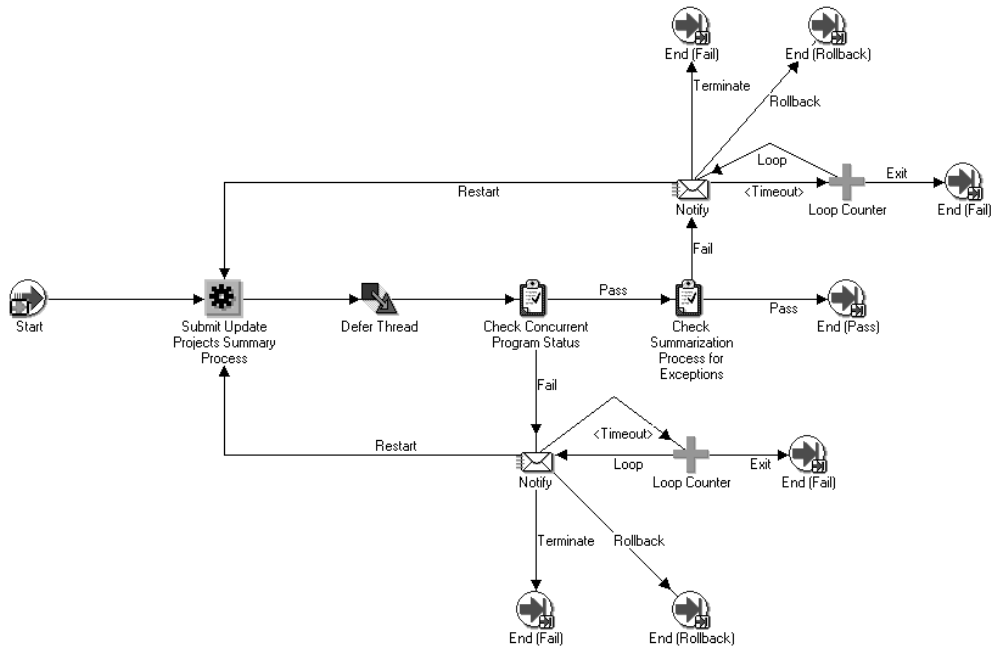 End (Fail)
End (Rollback)
Terminate
Rollback
Loop
Exit
Restart
<Timeout>
Notify
Loop Counter
End (Fail)
Fail
Pass
Pass
Start
Submit Update
Projects Summary
Process
Defer Thread
Check Concurrent
Program Status
Check
Summarization
Process for
Exceptions
End (Pass)
Fail
<Timeout>
Restart
Loop
Exit
Notify
Loop Counter
End (Fail)
Terminate
Rollback
End (Fail)
End (Rollback)